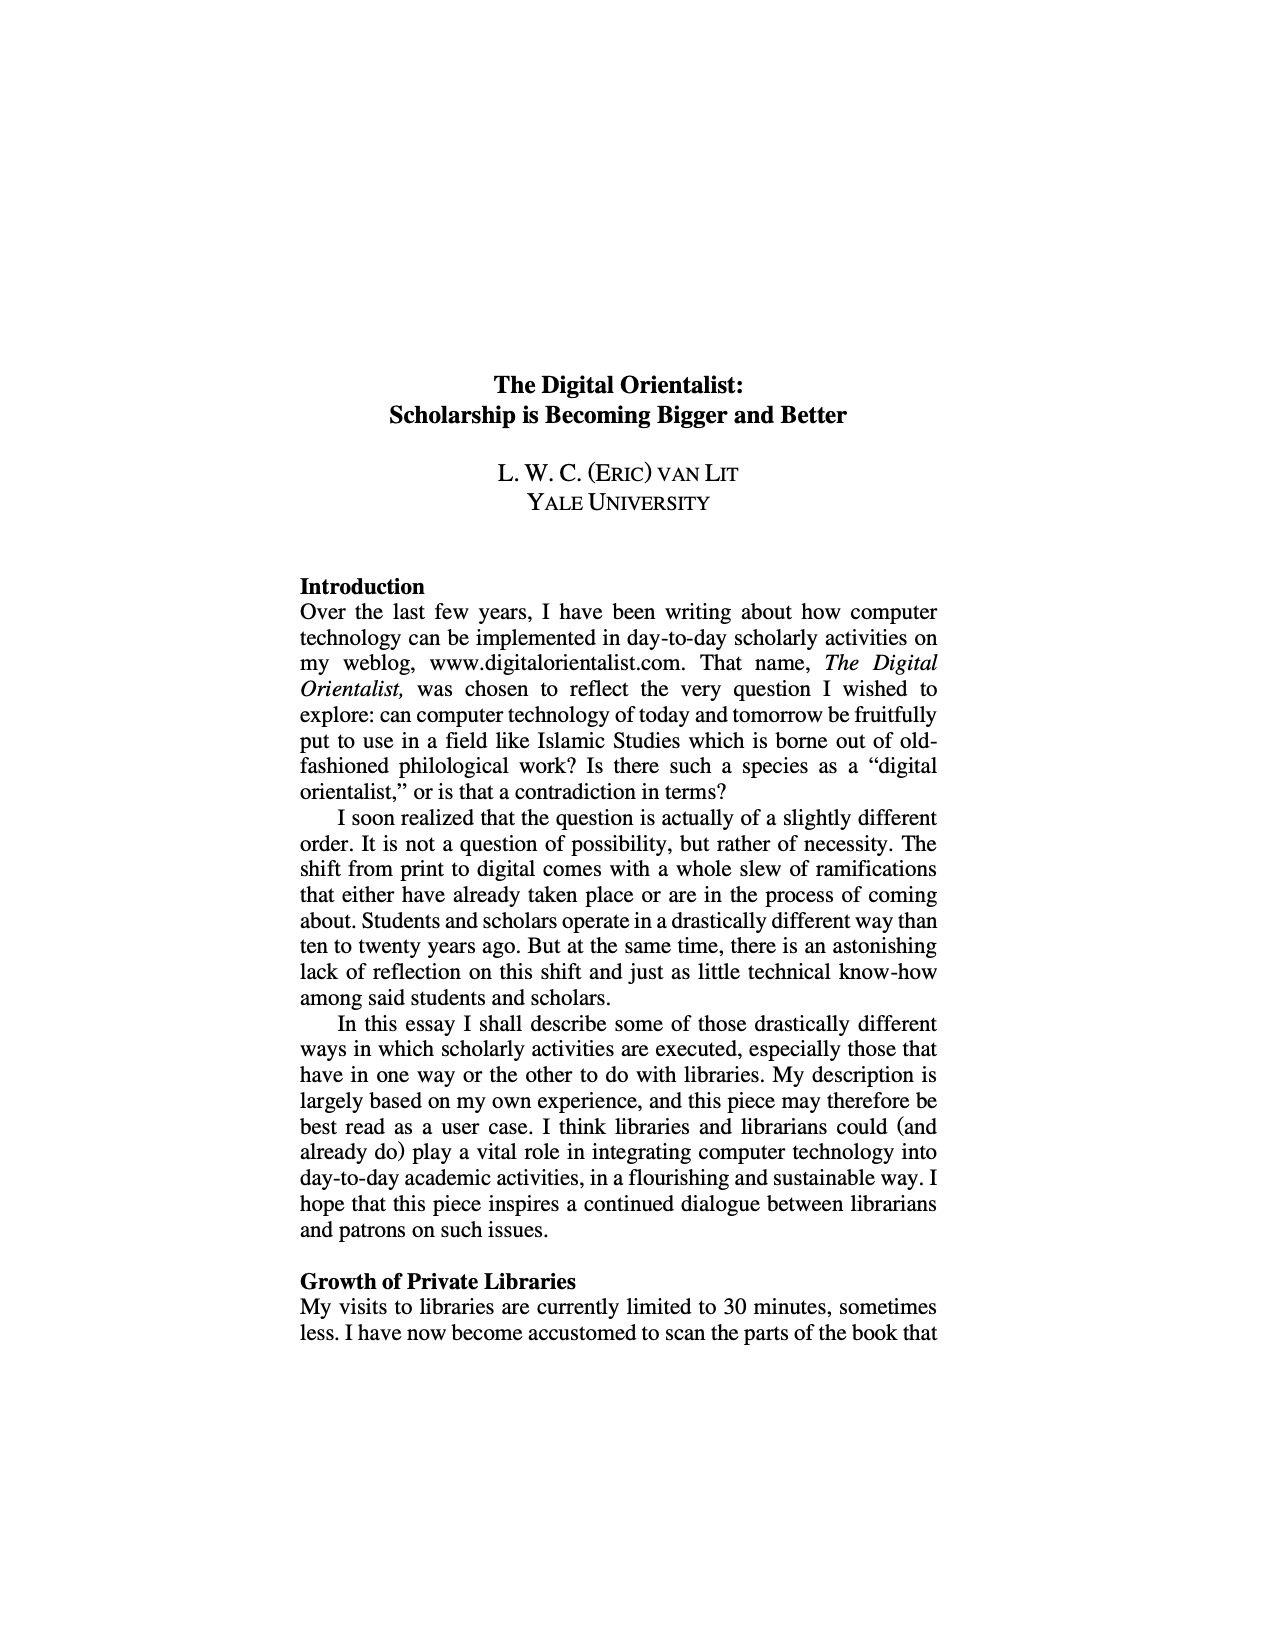 The Digital Orientalist:
Scholarship is Becoming Bigger and Better
L. W. C. (ERIC) VAN LIT
YALE UNIVERSITY
Introduction
Over the last few years, I have been writing about how computer
technology can be implemented in day-to-day scholarly activities on
my weblog, www.digitalorientalist.com. That name, The Digital
Orientalist, was chosen to reflect the very question I wished to
explore: can computer technology of today and tomorrow be fruitfully
put to use in a field like Islamic Studies which is borne out of old-
fashioned philological work? Is there such a species as a “digital
orientalist,” or is that a contradiction in terms?
I soon realized that the question is actually of a slightly different
order. It is not a question of possibility, but rather of necessity. The
shift from print to digital comes with a whole slew of ramifications
that either have already taken place or are in the process of coming
about. Students and scholars operate in a drastically different way than
ten to twenty years ago. But at the same time, there is an astonishing
lack of reflection on this shift and just as little technical know-how
among said students and scholars.
In this essay I shall describe some of those drastically different
ways in which scholarly activities are executed, especially those that
have in one way or the other to do with libraries. My description is
largely based on my own experience, and this piece may therefore be
best read as a user case. I think libraries and librarians could (and
already do) play a vital role in integrating computer technology into
day-to-day academic activities, in a flourishing and sustainable way. I
hope that this piece inspires a continued dialogue between librarians
and patrons on such issues.
Growth of Private Libraries
My visits to libraries are currently limited to 30 minutes, sometimes
less. I have now become accustomed to scan the parts of the book that